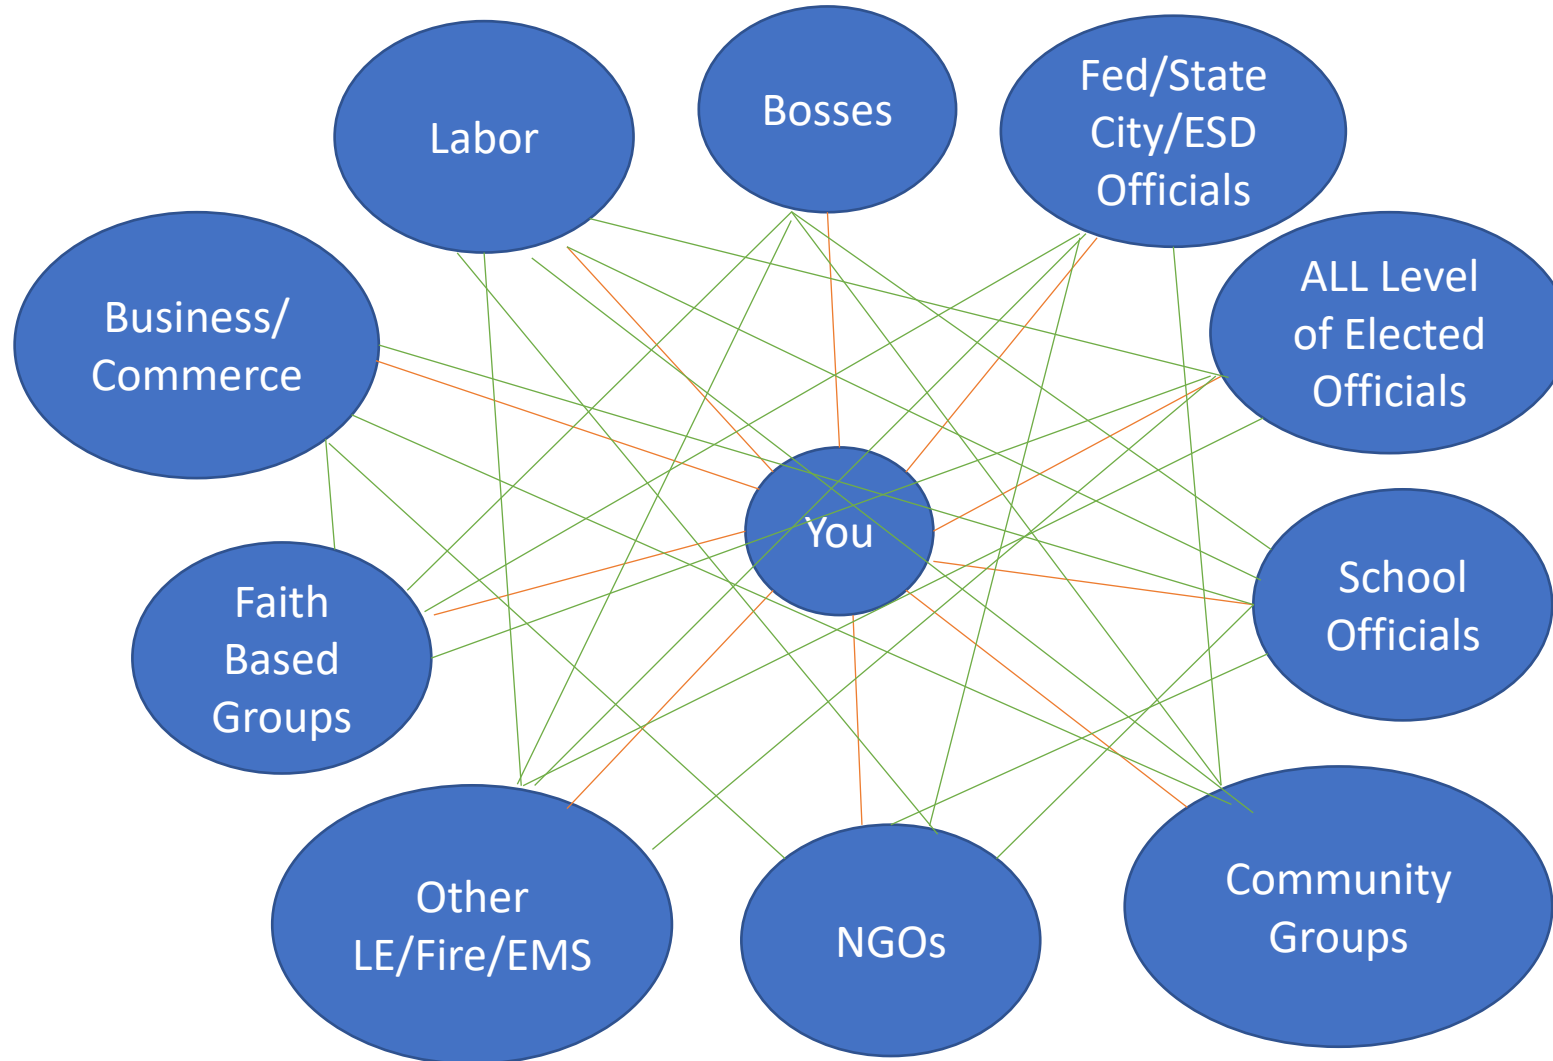 Labor
Bosses
Fed/State
City/ESD
Officials
Business/
Commerce
ALL Level
of Elected
Officials
You
Faith
Based
Groups
School
Officials
Other
LE/Fire/EMS
NGOs
Community
Groups